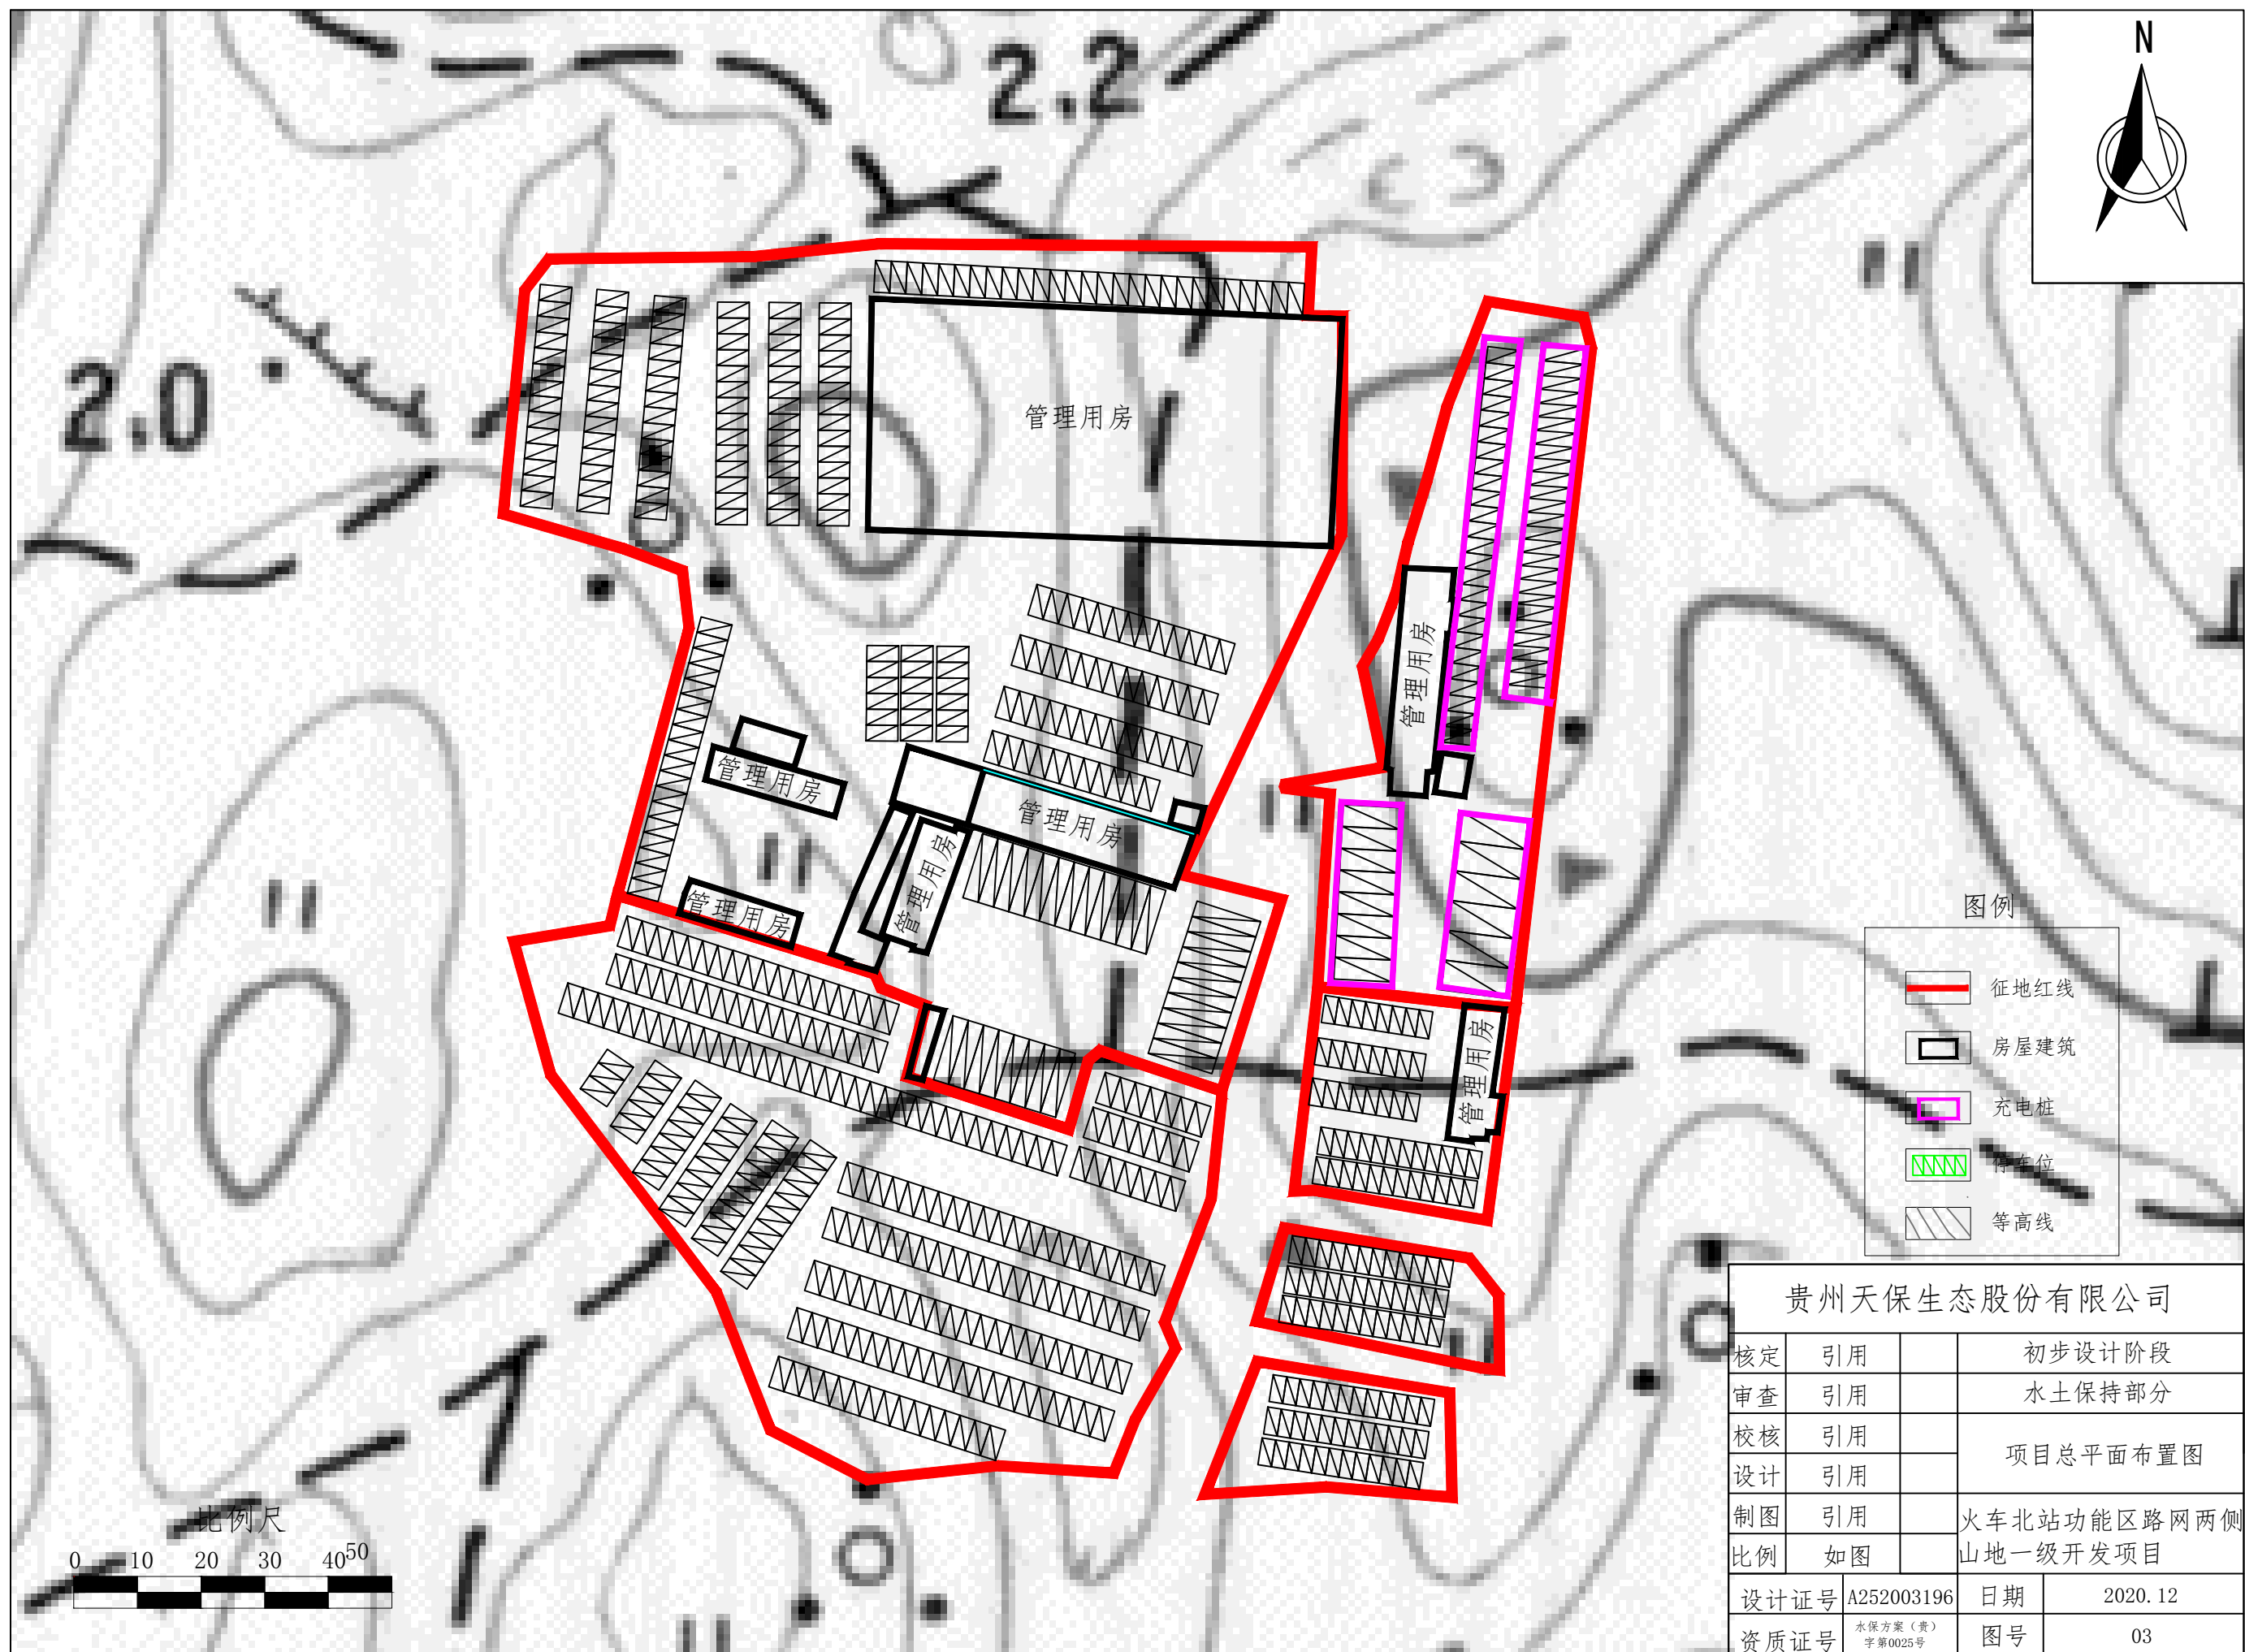 N
2.2
2.0
管理用房
管理用房
管理用房
管理用房
管理用房
管理用房
管理用房
图例
征地红线
房屋建筑
充电桩
停车位
等高线
比例尺
0 10 20 30 40 50
贵州天保生态股份有限公司
核定 引用 初步设计阶段
审查 引用 水土保持部分
校核 引用
项目总平面布置图
设计 引用
制图 引用
火车北站功能区路网两侧
比例 如图
山地一级开发项目
设计证号 A252003196 日期 2020.12
资质证号 水保方案（贵）
字第0025号 图号 03